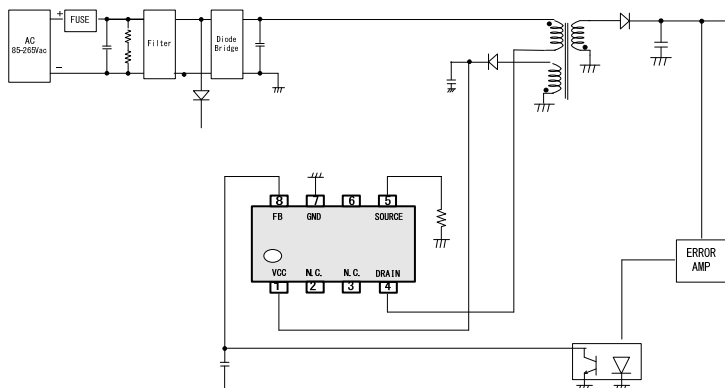 AC
85-265Vac
+
−
FUSE
Filter
Diode
Bridge
8 7 6 5
FB GND SOURCE
VCC N.C. N.C. DRAIN
1 2 3 4
ERROR
AMP